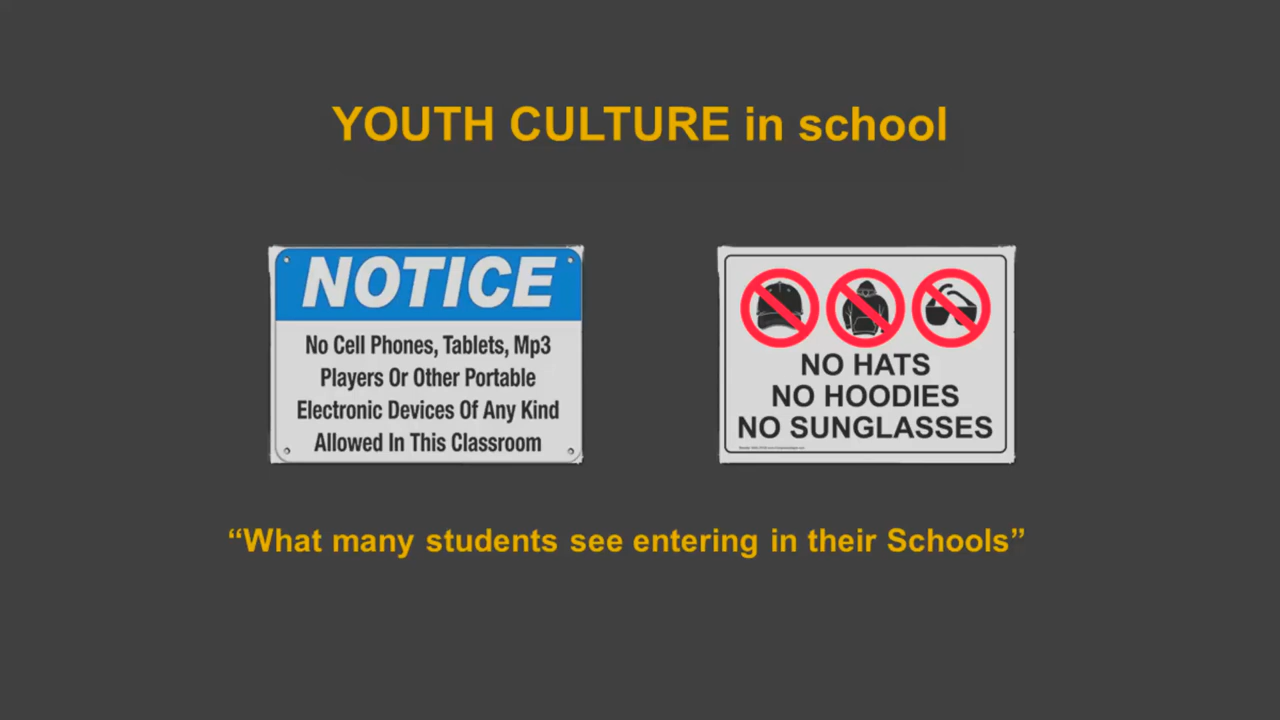 YOUTH CULTURE in school
NOTICE
No Cell Phones, Tablets, Mp3
Players Or Other Portable
Electronic Devices Of Any Kind
Allowed In This Classroom
NO HATS
NO HOODIES
NO SUNGLASSES
“What many students see entering in their Schools”